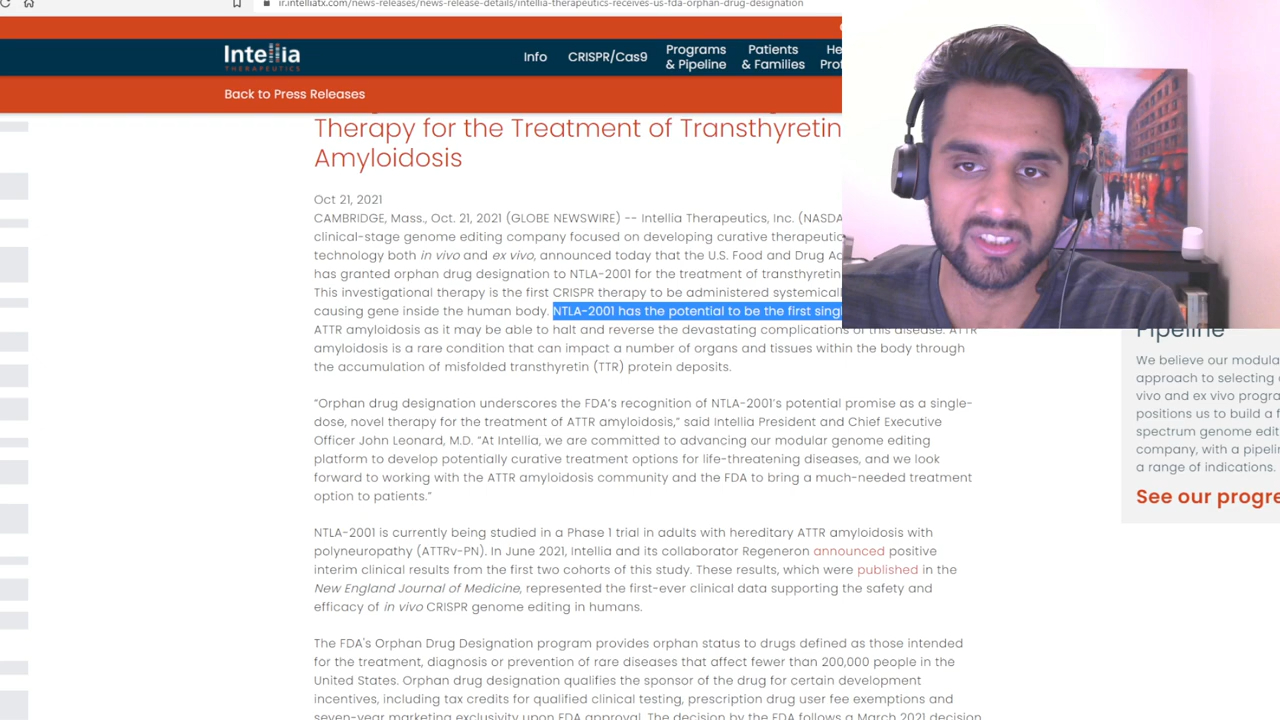 ir.intelliatx.com/news-releases/news-release-details/intellia-therapeutics-receives-us-fda-orphan-drug-designation
Intellia
THERAPEUTICS
Info
CRISPR/Cas9
Programs
& Pipeline
Patients
& Families
He
Prof
Back to Press Releases
Therapy for the Treatment of Transthyretin
Amyloidosis
Oct 21, 2021
CAMBRIDGE, Mass., Oct. 21, 2021 (GLOBE NEWSWIRE) -- Intellia Therapeutics, Inc. (NASDA
clinical-stage genome editing company focused on developing curative therapeutic
technology both in vivo and ex vivo, announced today that the U.S. Food and Drug Ad
has granted orphan drug designation to NTLA-2001 for the treatment of transthyretin
This investigational therapy is the first CRISPR therapy to be administered systemicall
causing gene inside the human body. NTLA-2001 has the potential to be the first singl
ATTR amyloidosis as it may be able to halt and reverse the devastating complications of this disease. ATTR
amyloidosis is a rare condition that can impact a number of organs and tissues within the body through
the accumulation of misfolded transthyretin (TTR) protein deposits.
“Orphan drug designation underscores the FDA’s recognition of NTLA-2001’s potential promise as a single-
dose, novel therapy for the treatment of ATTR amyloidosis,” said Intellia President and Chief Executive
Officer John Leonard, M.D. “At Intellia, we are committed to advancing our modular genome editing
platform to develop potentially curative treatment options for life-threatening diseases, and we look
forward to working with the ATTR amyloidosis community and the FDA to bring a much-needed treatment
option to patients.”
NTLA-2001 is currently being studied in a Phase 1 trial in adults with hereditary ATTR amyloidosis with
polyneuropathy (ATTRv-PN). In June 2021, Intellia and its collaborator Regeneron announced positive
interim clinical results from the first two cohorts of this study. These results, which were published in the
New England Journal of Medicine, represented the first-ever clinical data supporting the safety and
efficacy of in vivo CRISPR genome editing in humans.
The FDA’s Orphan Drug Designation program provides orphan status to drugs defined as those intended
for the treatment, diagnosis or prevention of rare diseases that affect fewer than 200,000 people in the
United States. Orphan drug designation qualifies the sponsor of the drug for certain development
incentives, including tax credits for qualified clinical testing, prescription drug user fee exemptions and
seven-year marketing exclusivity upon FDA approval. The decision by the FDA follows a March 2021 decision
Pipeline
We believe our modula
approach to selecting
vivo and ex vivo progra
positions us to build a f
spectrum genome edit
company, with a pipelin
a range of indications.
See our progre